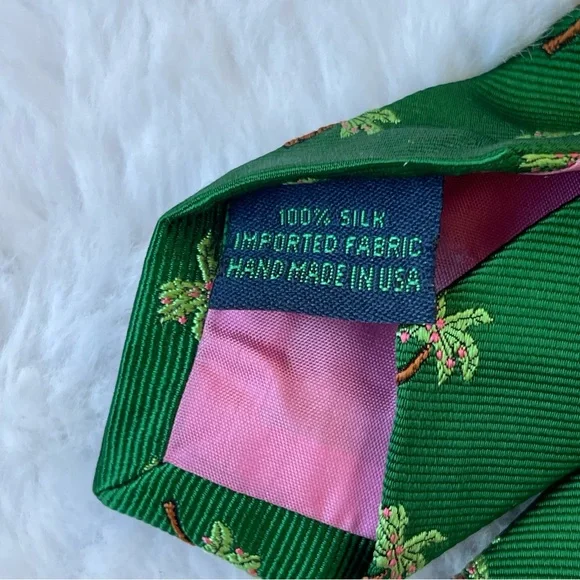 100% SILK
IMPORTED FABRIC
HAND MADE IN USA